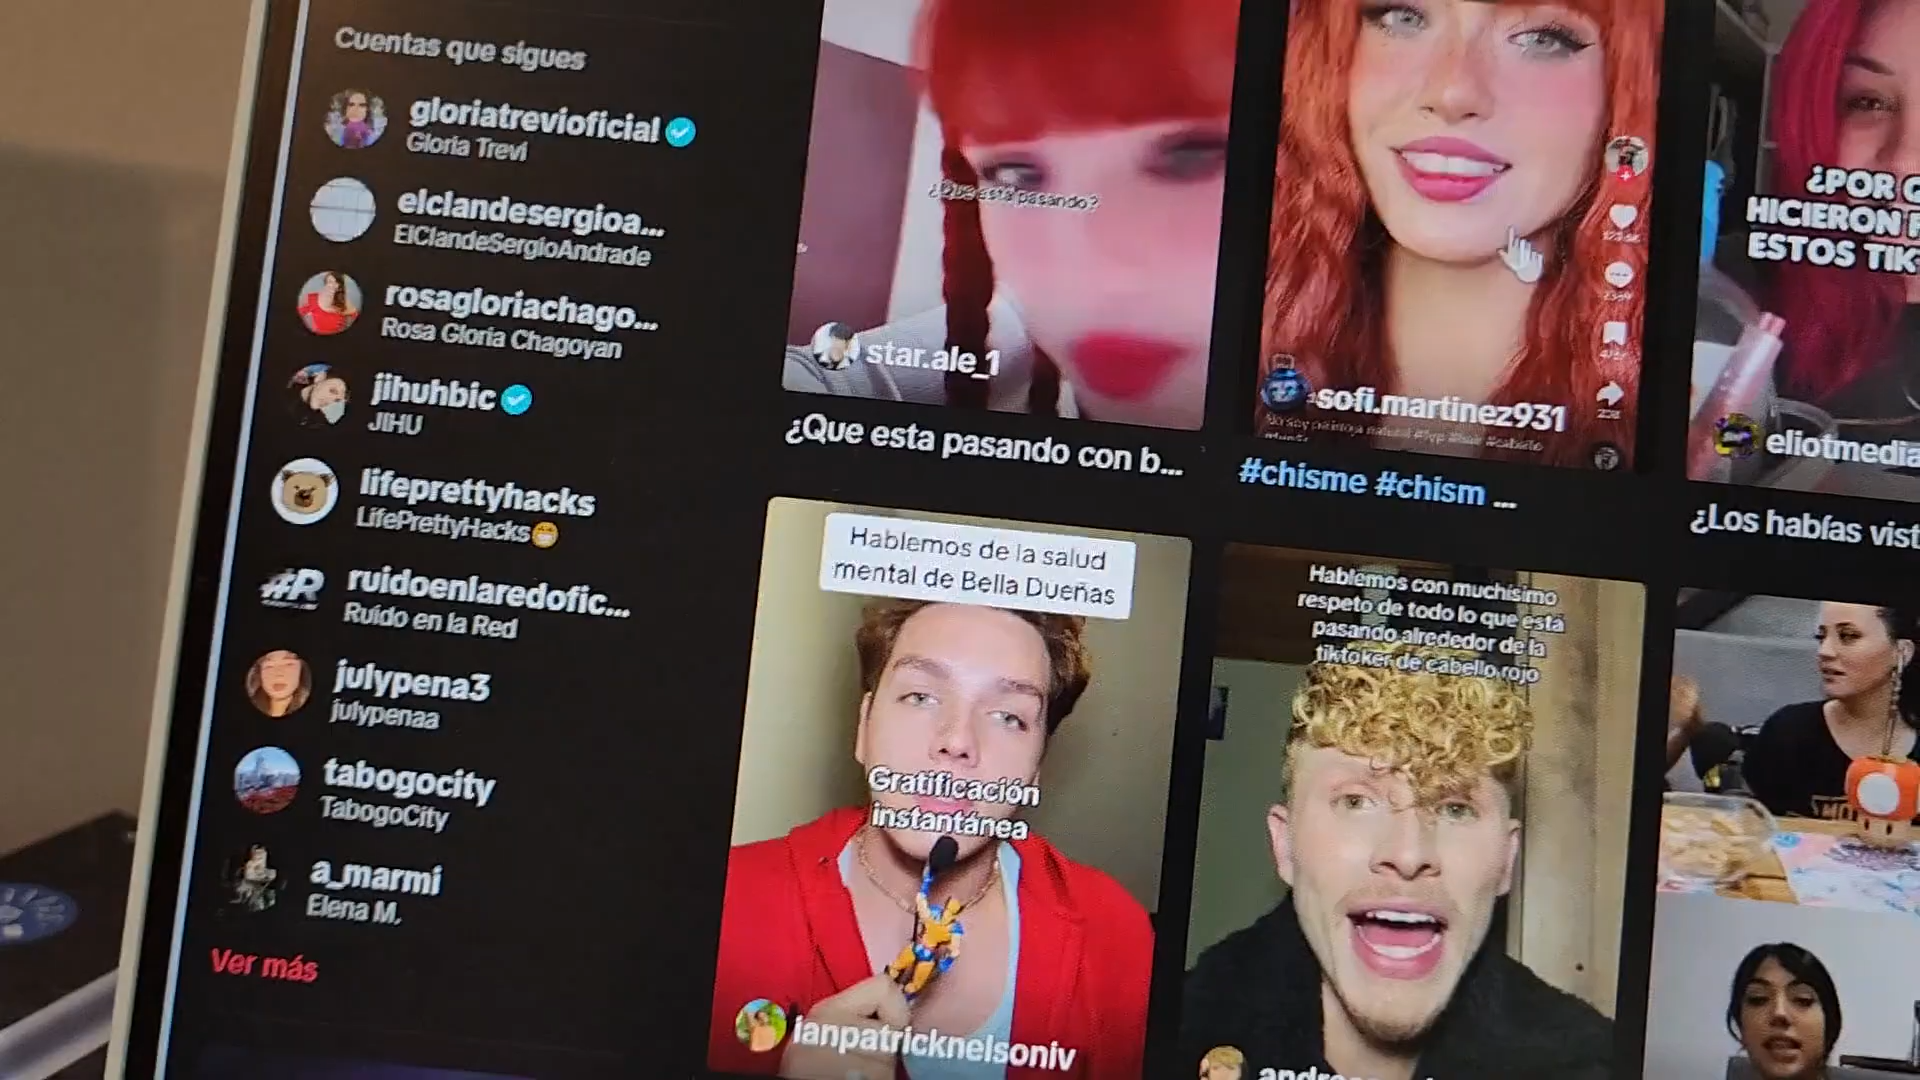 Cuentas que sigues
gloriatrevioficial
Gloria Trevi
elclandesergioa...
ElClandeSergioAndrade
rosagloriachago...
Rosa Gloria Chagoyan
jihuhbic
JIHU
lifeprettyhacks
LifePrettyHacks😁
#R
ruidoenlaredofic...
Ruido en la Red
julypena3
julypenaa
tabogocity
TabogoCity
a_marmi
Elena M.
Ver más
¿Que esta pasando?
star.ale_1
¿Que esta pasando con b...
sofi.martinez931
#chisme #chism ...
¿POR
HICIERON
ESTOS TIK
eliotmedia
¿Los habías vist
Hablemos de la salud
mental de Bella Dueñas
Gratificación
instantánea
ianpatricknelsoniv
Hablemos con muchísimo
respeto de todo lo que está
pasando alrededor de la
tiktoker de cabello rojo